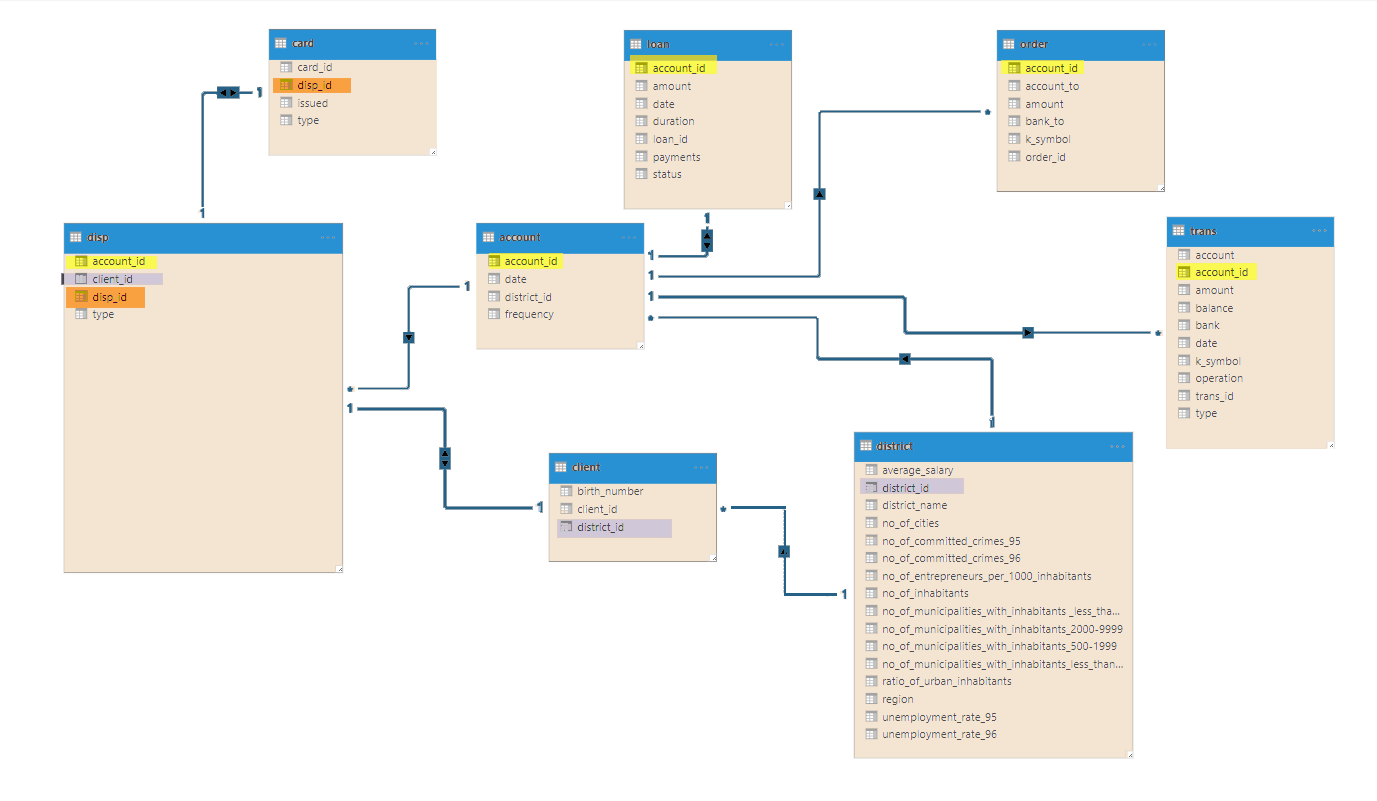 card
card_id
disp_id
issued
type
loan
account_id
amount
date
duration
loan_id
payments
status
order
account_id
account_to
amount
bank_to
k_symbol
order_id
disp
account_id
client_id
disp_id
type
account
account_id
date
district_id
frequency
trans
account
account_id
amount
balance
bank
date
k_symbol
operation
trans_id
type
client
birth_number
client_id
district_id
district
average_salary
district_id
district_name
no_of_cities
no_of_committed_crimes_95
no_of_committed_crimes_96
no_of_entrepreneurs_per_1000_inhabitants
no_of_inhabitants
no_of_municipalities_with_inhabitants _less_tha...
no_of_municipalities_with_inhabitants_2000-9999
no_of_municipalities_with_inhabitants_500-1999
no_of_municipalities_with_inhabitants_less_than...
ratio_of_urban_inhabitants
region
unemployment_rate_95
unemployment_rate_96
1
1
1
1
1
*
1
*
1
*
1
*
1
1
1
*
1